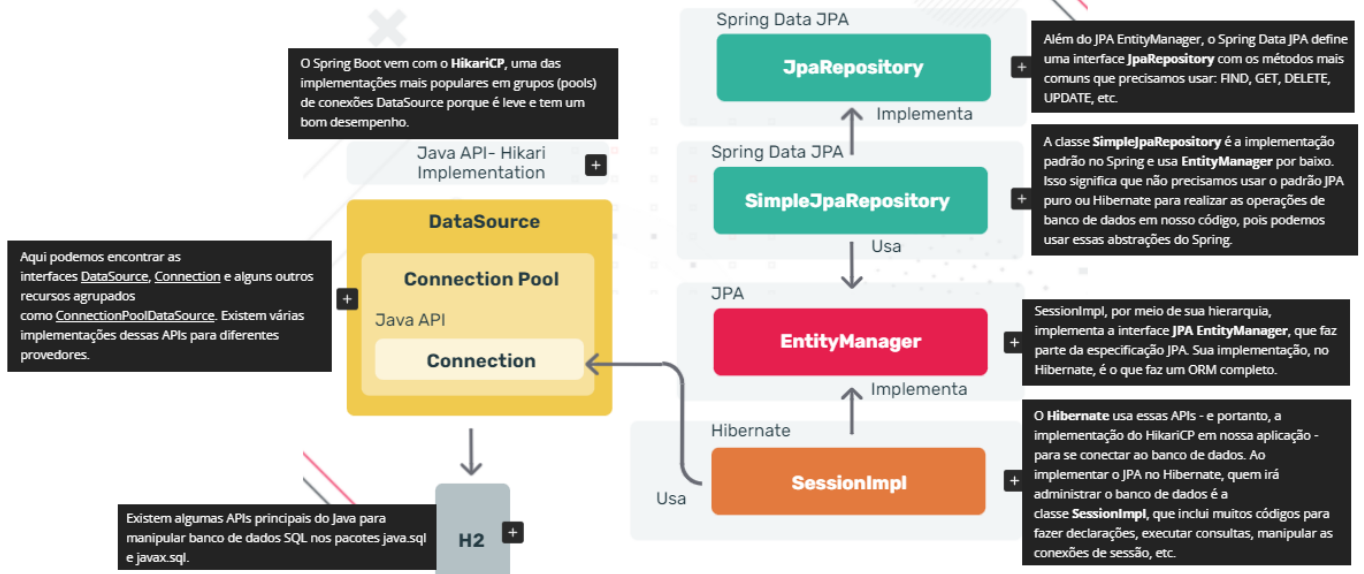 O Spring Boot vem com o HikariCP, uma das
implementações mais populares em grupos (pools)
de conexões DataSource porque é leve e tem um
bom desempenho.
Java API- Hikari
Implementation
+
DataSource
Connection Pool
Java API
Connection
Aqui podemos encontrar as
interfaces DataSource, Connection e alguns outros
recursos agrupados
como ConnectionPoolDataSource. Existem várias
implementações dessas APIs para diferentes
provedores.
+
Existem algumas APIs principais do Java para
manipular banco de dados SQL nos pacotes java.sql
e javax.sql.
H2
+
Spring Data JPA
JpaRepository
+
Além do JPA EntityManager, o Spring Data JPA define
uma interface JpaRepository com os métodos mais
comuns que precisamos usar: FIND, GET, DELETE,
UPDATE, etc.
Implementa
Spring Data JPA
SimpleJpaRepository
+
A classe SimpleJpaRepository é a implementação
padrão no Spring e usa EntityManager por baixo.
Isso significa que não precisamos usar o padrão JPA
puro ou Hibernate para realizar as operações de
banco de dados em nosso código, pois podemos
usar essas abstrações do Spring.
Usa
JPA
EntityManager
+
SessionImpl, por meio de sua hierarquia,
implementa a interface JPA EntityManager, que faz
parte da especificação JPA. Sua implementação, no
Hibernate, é o que faz um ORM completo.
Implementa
Hibernate
SessionImpl
Usa
+
O Hibernate usa essas APIs - e portanto, a
implementação do HikariCP em nossa aplicação -
para se conectar ao banco de dados. Ao
implementar o JPA no Hibernate, quem irá
administrar o banco de dados é a
classe SessionImpl, que inclui muitos códigos para
fazer declarações, executar consultas, manipular as
conexões de sessão, etc.